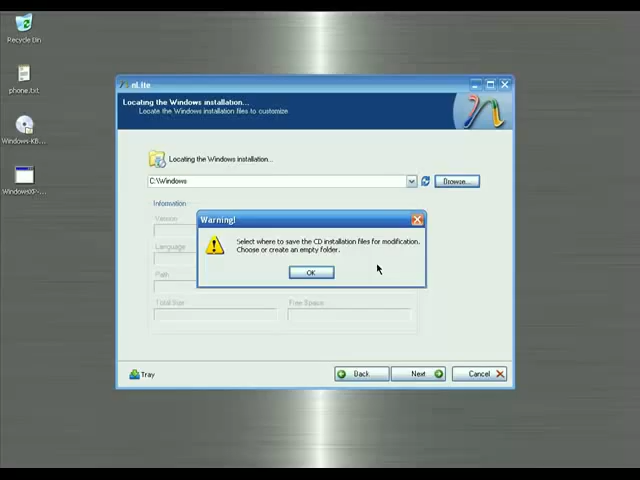 Recycle Bin
phone.txt
Windows-KB...
WindowsXP-...
nLite
Locating the Windows installation...
Locate the Windows installation files to customize
Locating the Windows installation...
C:\Windows
Browse...
Information
Version
Language
Path
Total Size
Free Space
Warning!
Select where to save the CD installation files for modification.
Choose or create an empty folder.
OK
Tray
Back
Next
Cancel